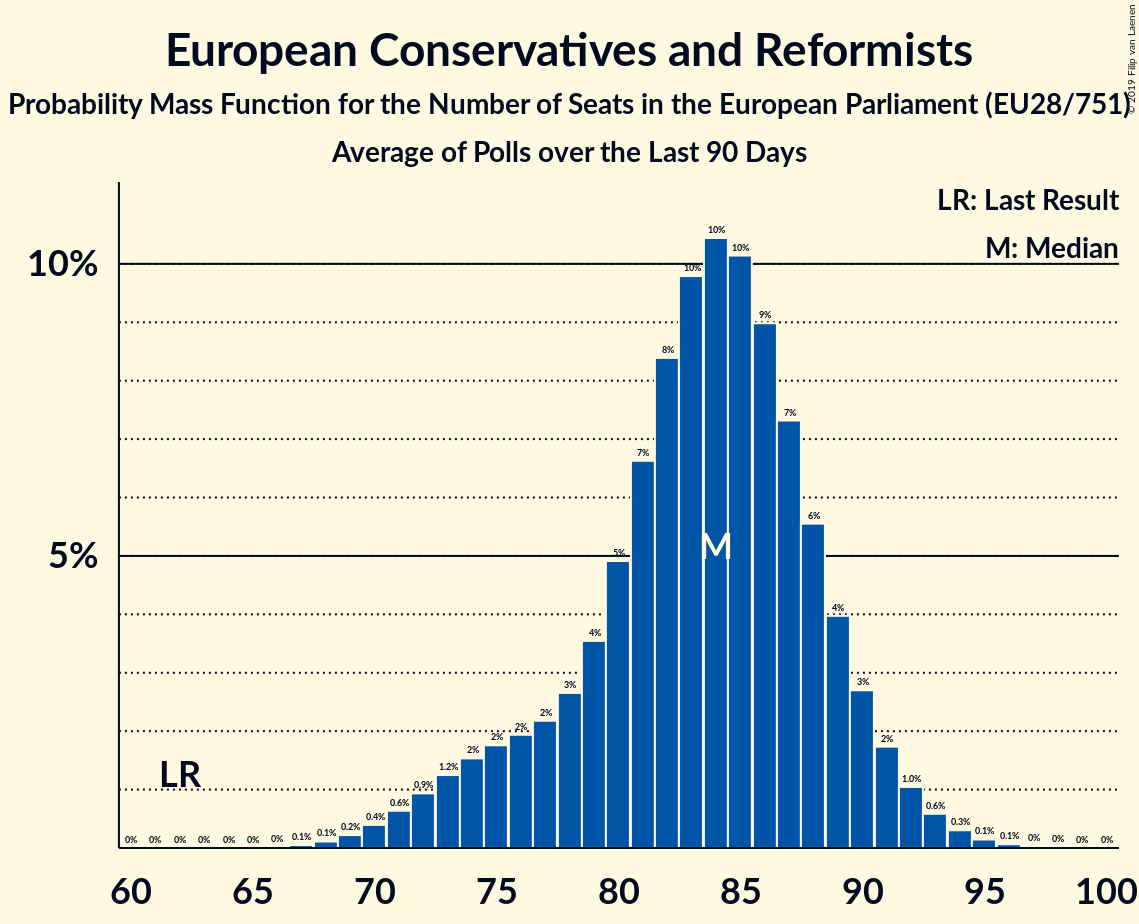 European Conservatives and Reformists
Probability Mass Function for the Number of Seats in the European Parliament (EU28/751)
Average of Polls over the Last 90 Days
© 2019 Filip van Laenen
LR: Last Result
M: Median
10%
5%
LR
M
0% 0% 0% 0% 0% 0% 0% 0.1% 0.1% 0.2% 0.4% 0.6% 0.9% 1.2% 2% 2% 2% 2% 3% 4% 5% 7% 8% 10% 10% 10% 9% 7% 6% 4% 3% 2% 1.0% 0.6% 0.3% 0.1% 0.1% 0% 0% 0% 0%
60 65 70 75 80 85 90 95 100